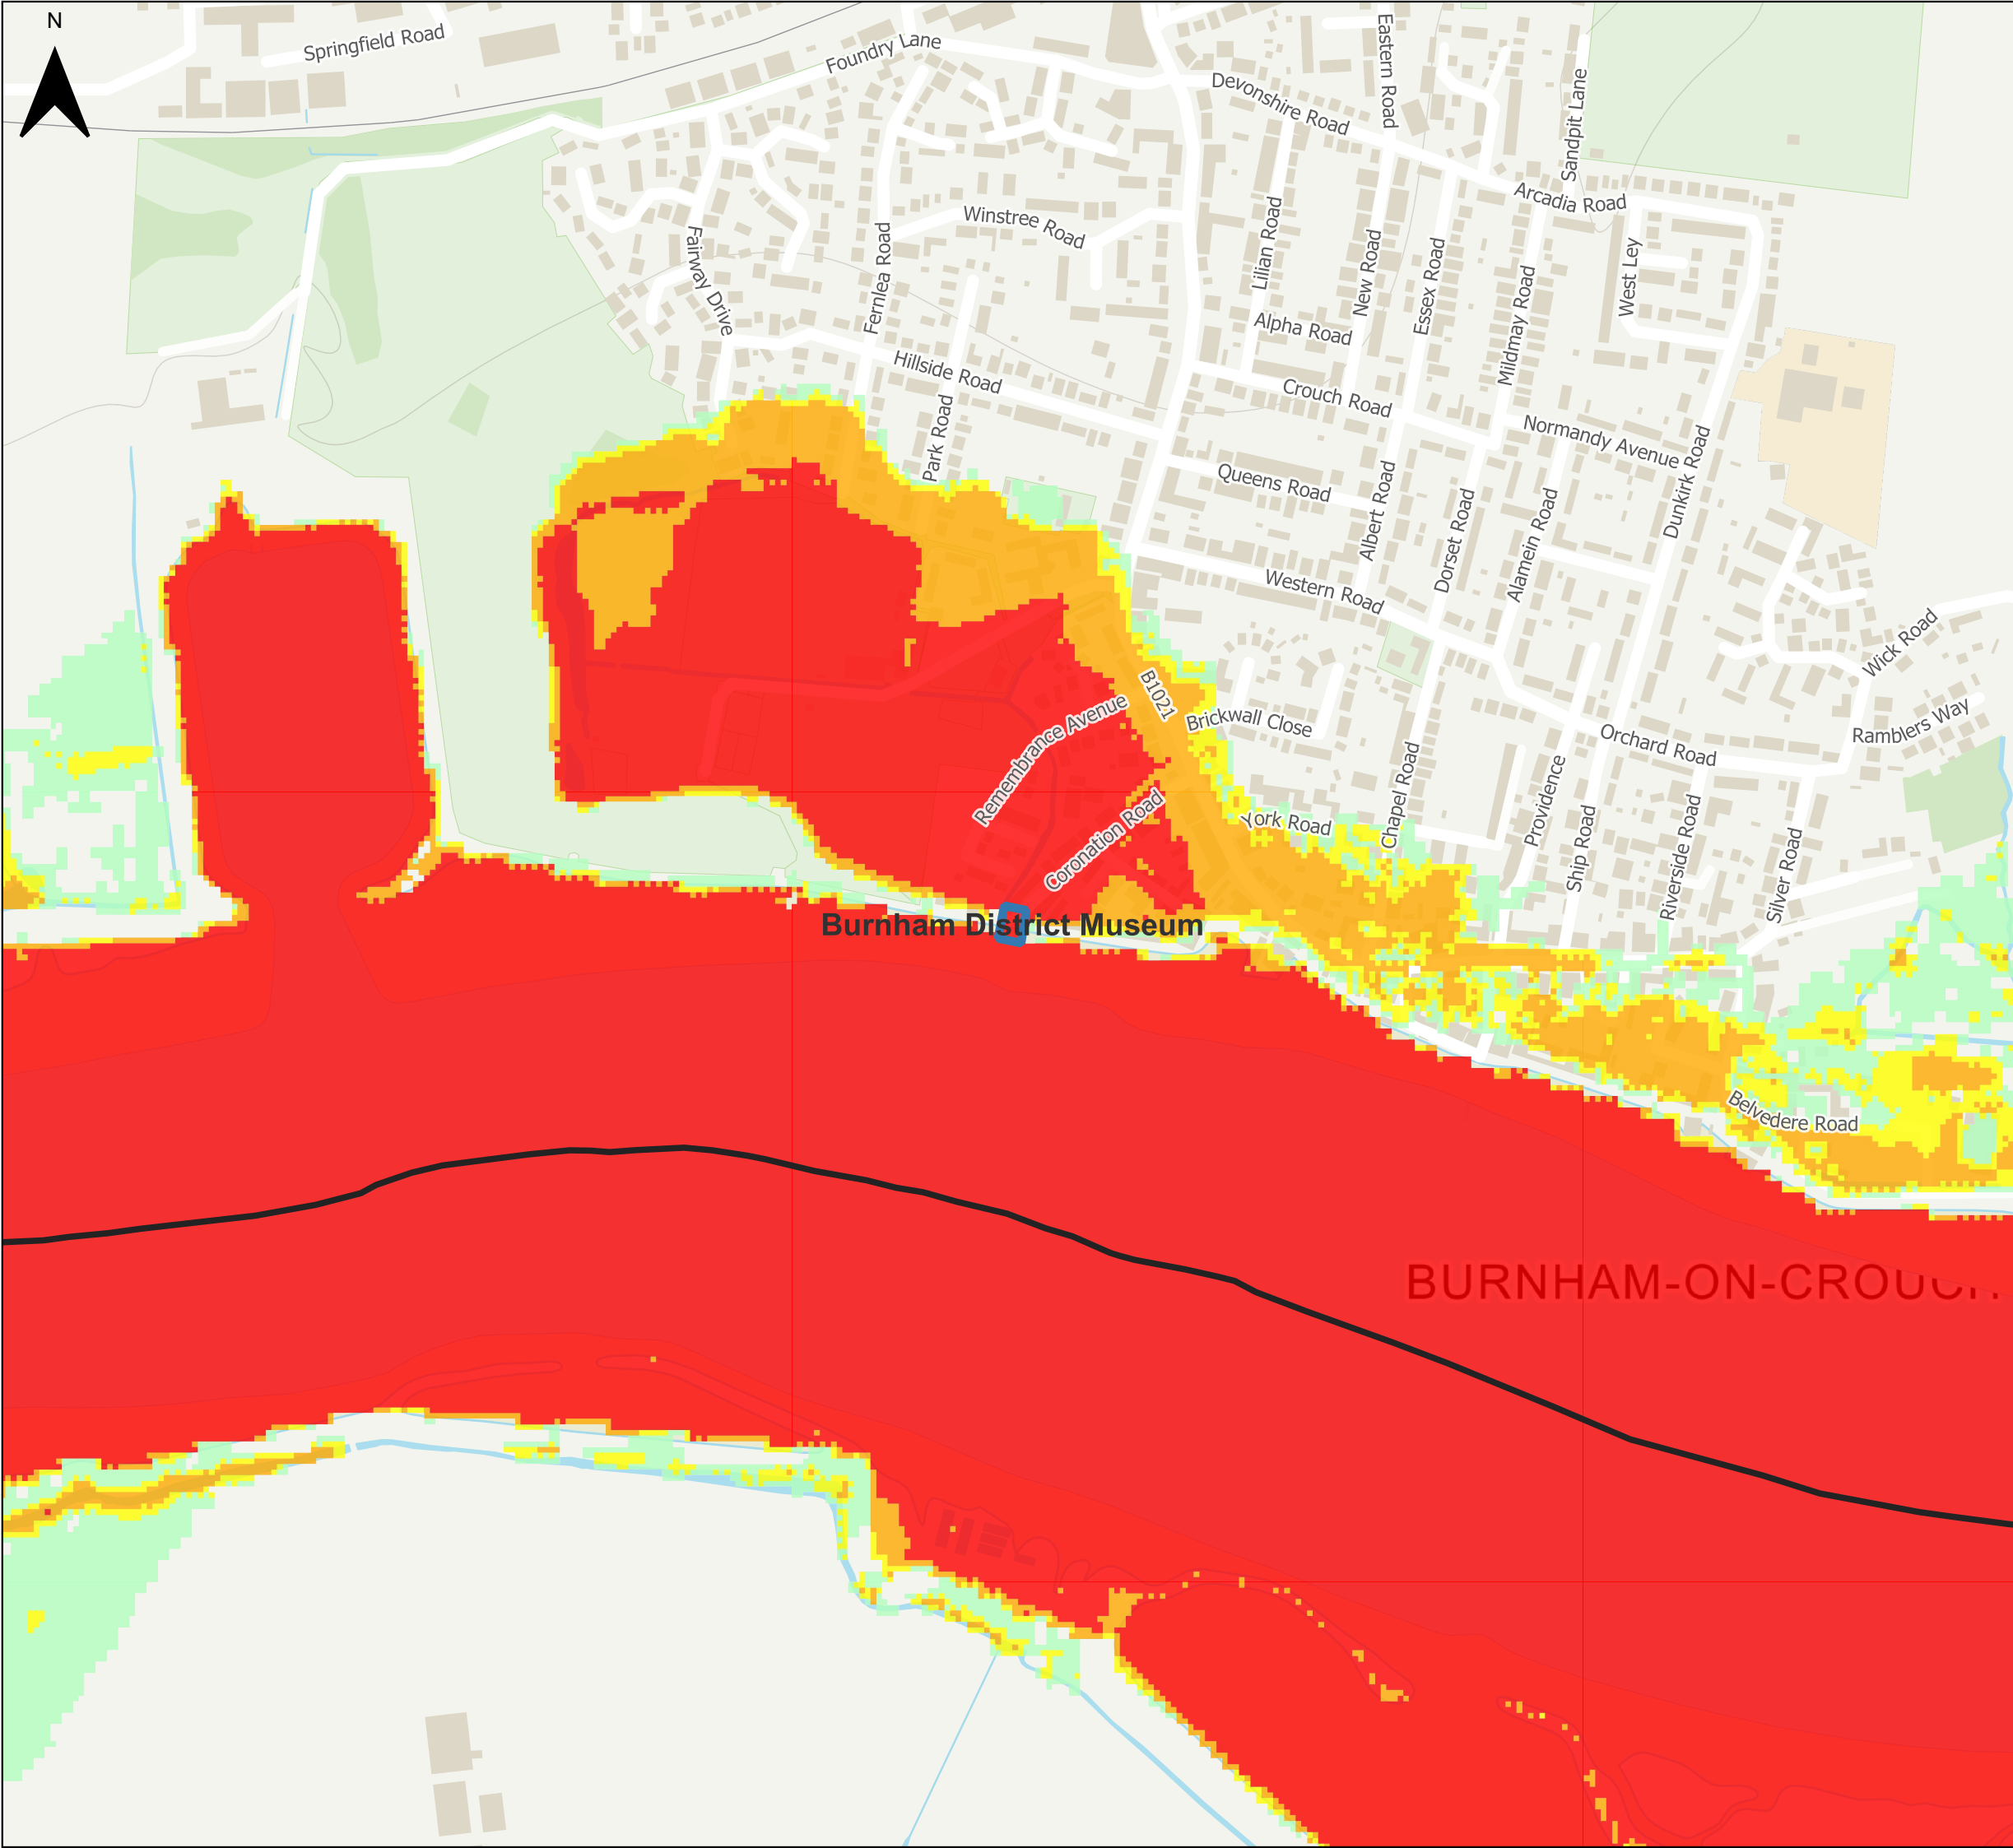 N
Springfield Road
Foundry Lane
Eastern Road
Devonshire Road
Sandpit Lane
Arcadia Road
Winstree Road
Fairway Drive
Fernlea Road
Lilian Road
New Road
Essex Road
Mildmay Road
West Ley
Alpha Road
Hillside Road
Crouch Road
Park Road
Normandy Avenue
Dunkirk Road
Queens Road
Albert Road
Dorset Road
Alamein Road
Western Road
Wick Road
B1021
Remembrance Avenue
Brickwall Close
Ramblers Way
Orchard Road
Coronation Road
York Road
Chapel Road
Providence
Ship Road
Riverside Road
Silver Road
Burnham District Museum
Belvedere Road
BURNHAM-ON-CROUCH